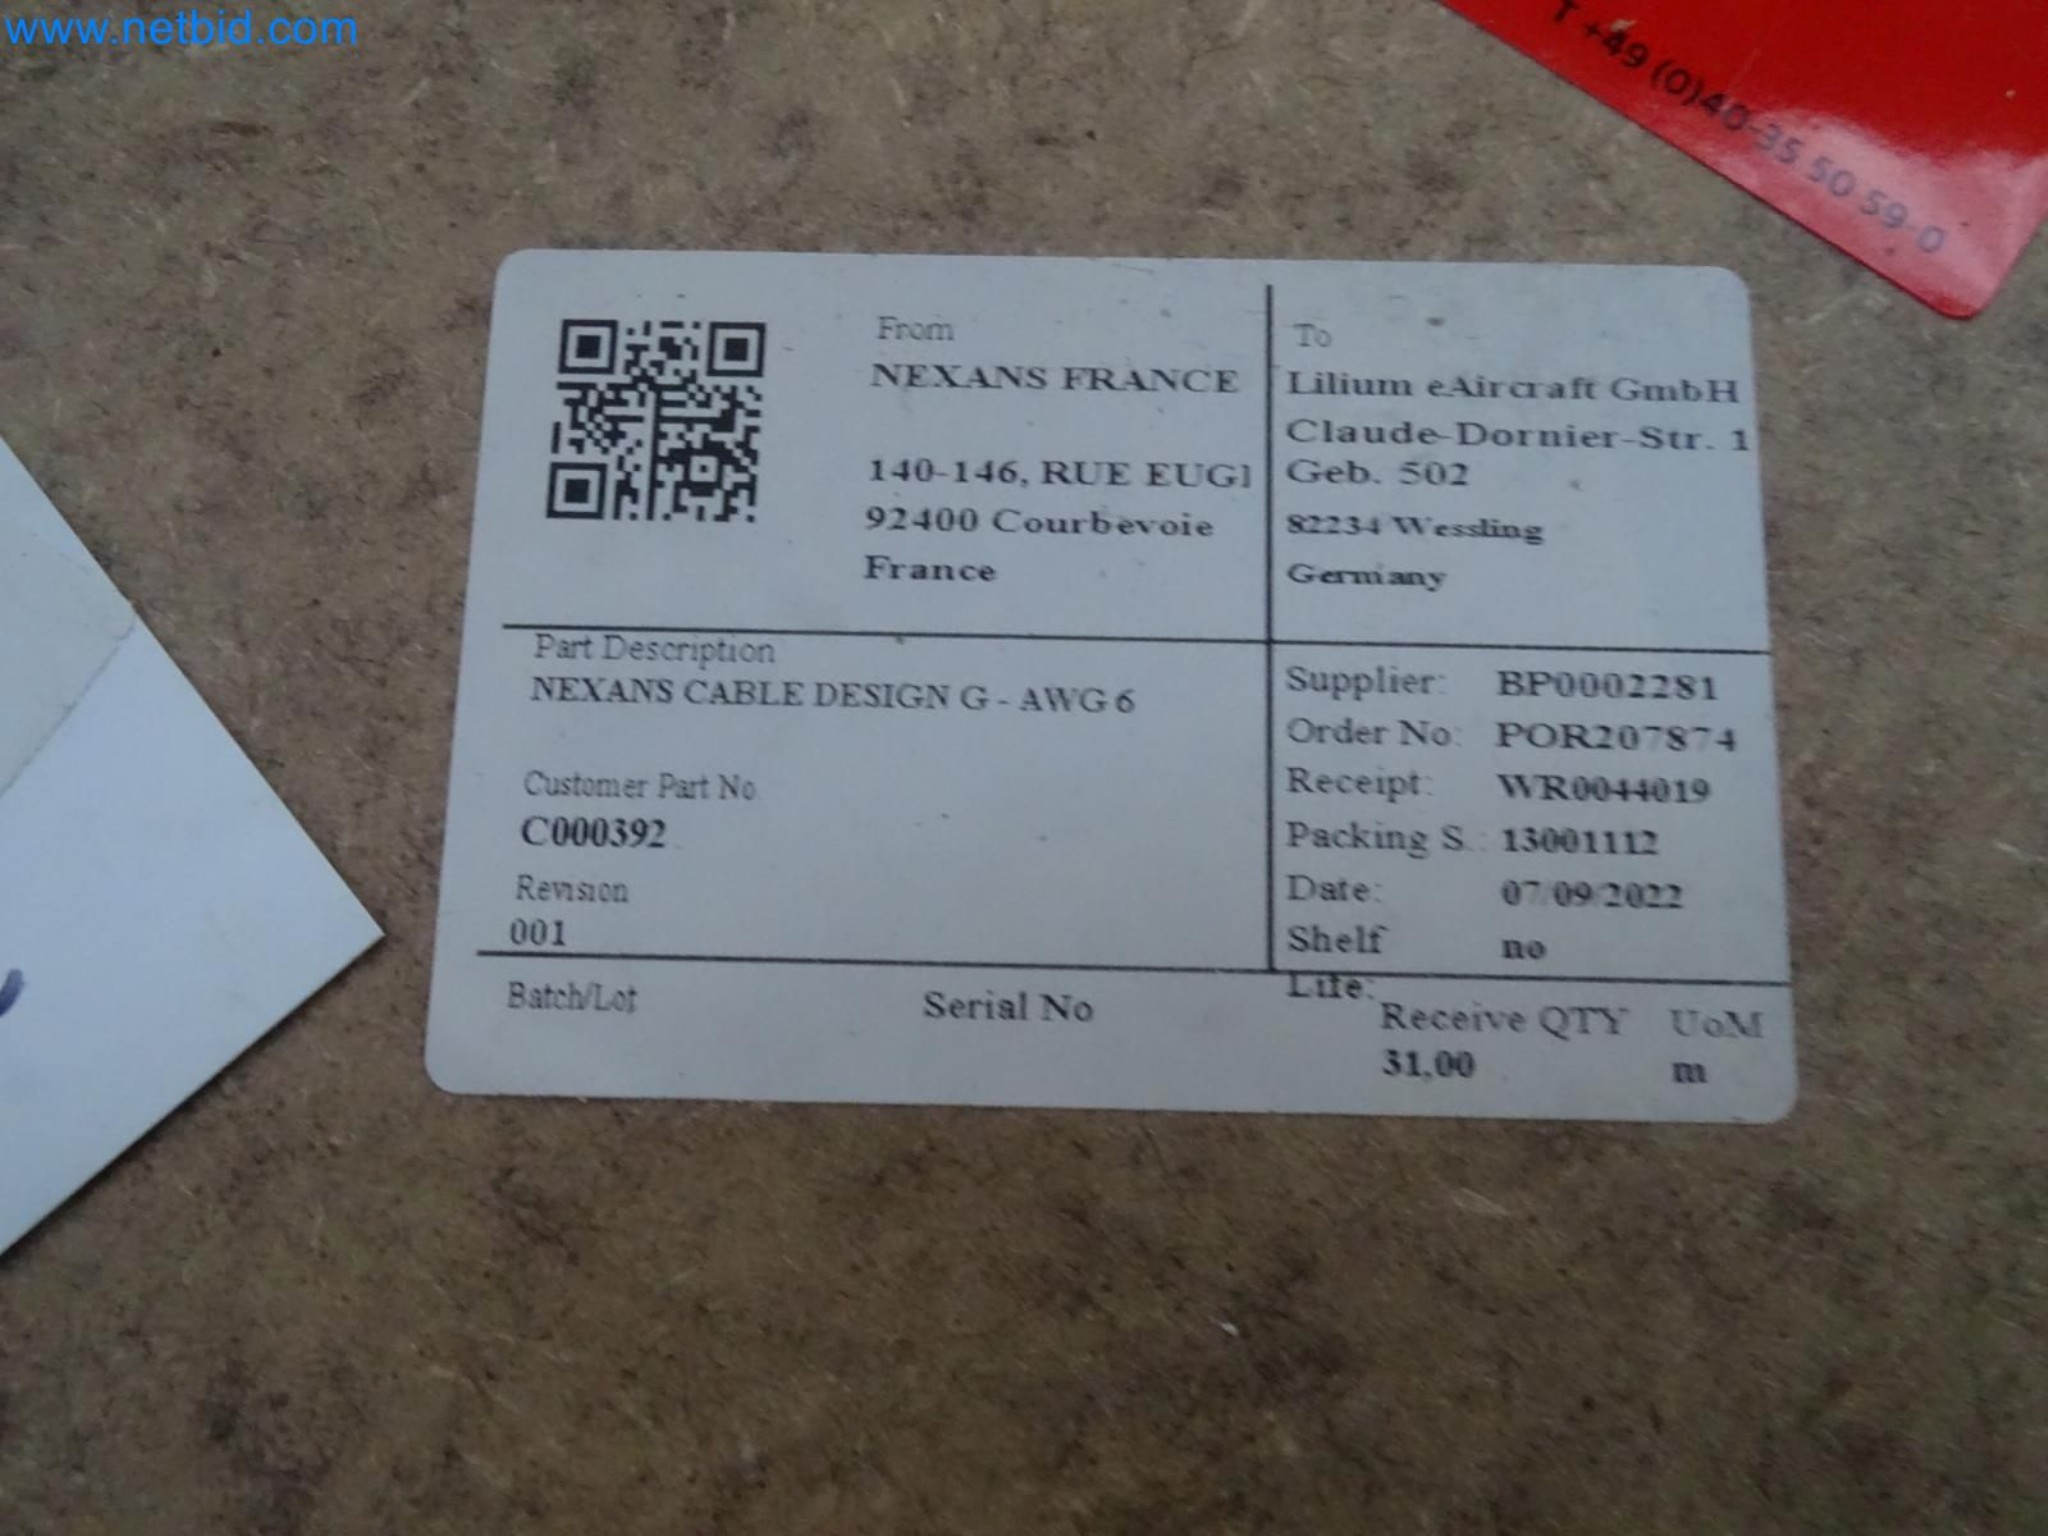 www.netbid.com
T +49 (0)40-35 50 59-0
From
NEXANS FRANCE
140-146, RUE EUGI
92400 Courbevoie
France
To
Lilium eAircraft GmbH
Claude-Dornier-Str. 1
Geb. 502
82234 Wessling
Germany
Part Description
NEXANS CABLE DESIGN G - AWG 6
Customer Part No
C000392
Revision
001
Supplier: BP0002281
Order No: POR207874
Receipt: WR0044019
Packing S.: 13001112
Date: 07/09/2022
Shelf no
Life:
Batch/Lot
Serial No
Receive QTY UoM
31,00 m